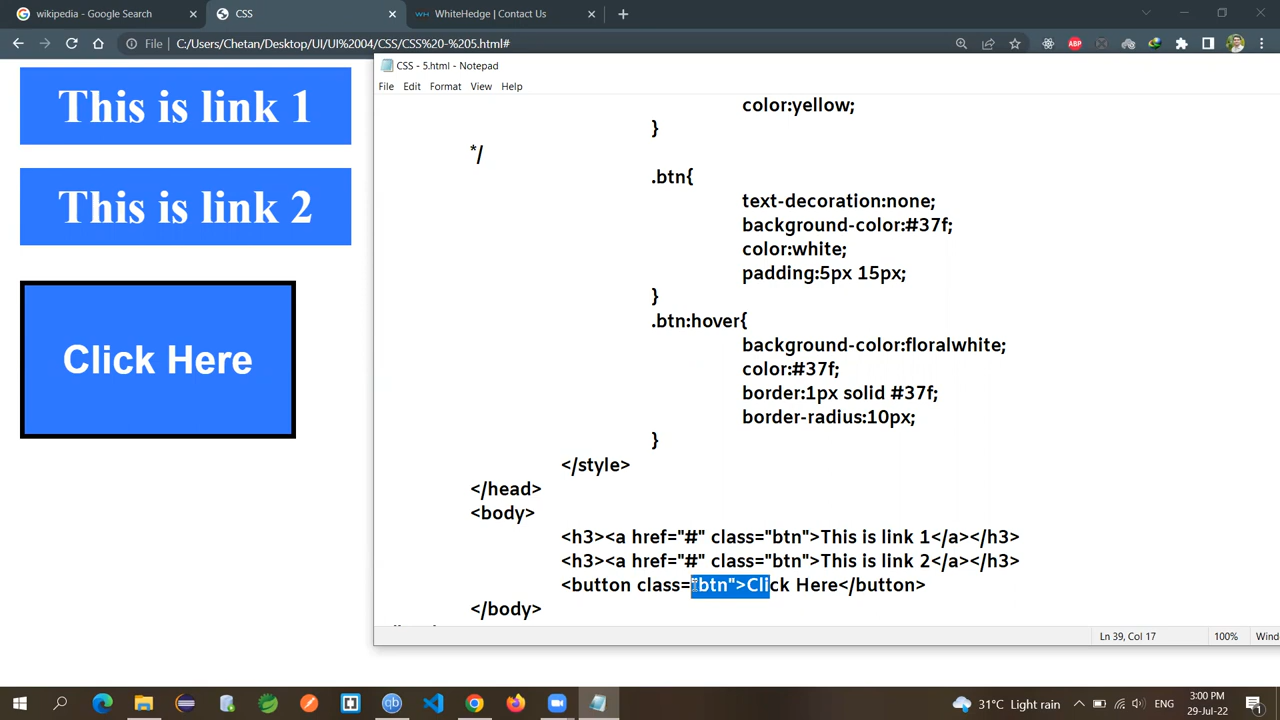 wikipedia - Google Search
CSS
WH WhiteHedge | Contact Us
File C:/Users/Chetan/Desktop/UI/UI%2004/CSS/CSS%20-%205.html#
ABP
This is link 1
This is link 2
Click Here
CSS - 5.html - Notepad
File Edit Format View Help
color:yellow;
}
*/
.btn{
text-decoration:none;
background-color:#37f;
color:white;
padding:5px 15px;
}
.btn:hover{
background-color:floralwhite;
color:#37f;
border:1px solid #37f;
border-radius:10px;
}
</style>
</head>
<body>
<h3><a href="#" class="btn">This is link 1</a></h3>
<h3><a href="#" class="btn">This is link 2</a></h3>
<button class="btn">Click Here</button>
</body>
Ln 39, Col 17 100% Wind
qb
31°C Light rain ENG 3:00 PM
29-Jul-22
1